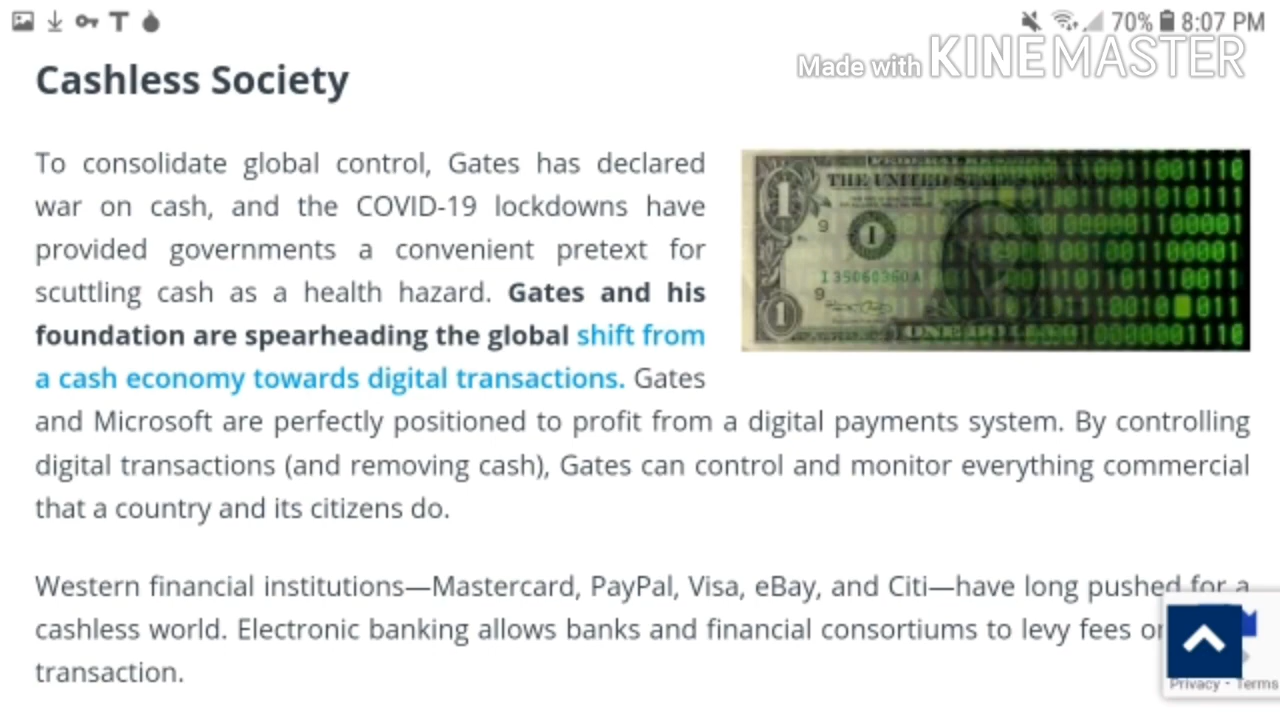 70% 8:07 PM
Made with KINEMASTER
Cashless Society
To consolidate global control, Gates has declared
war on cash, and the COVID-19 lockdowns have
provided governments a convenient pretext for
scuttling cash as a health hazard. Gates and his
foundation are spearheading the global shift from
a cash economy towards digital transactions. Gates
and Microsoft are perfectly positioned to profit from a digital payments system. By controlling
digital transactions (and removing cash), Gates can control and monitor everything commercial
that a country and its citizens do.
THE UNITED STATES
I 35060360 A
ONE
Western financial institutions—Mastercard, PayPal, Visa, eBay, and Citi—have long pushed for a
cashless world. Electronic banking allows banks and financial consortiums to levy fees
transaction.
Privacy - Terms